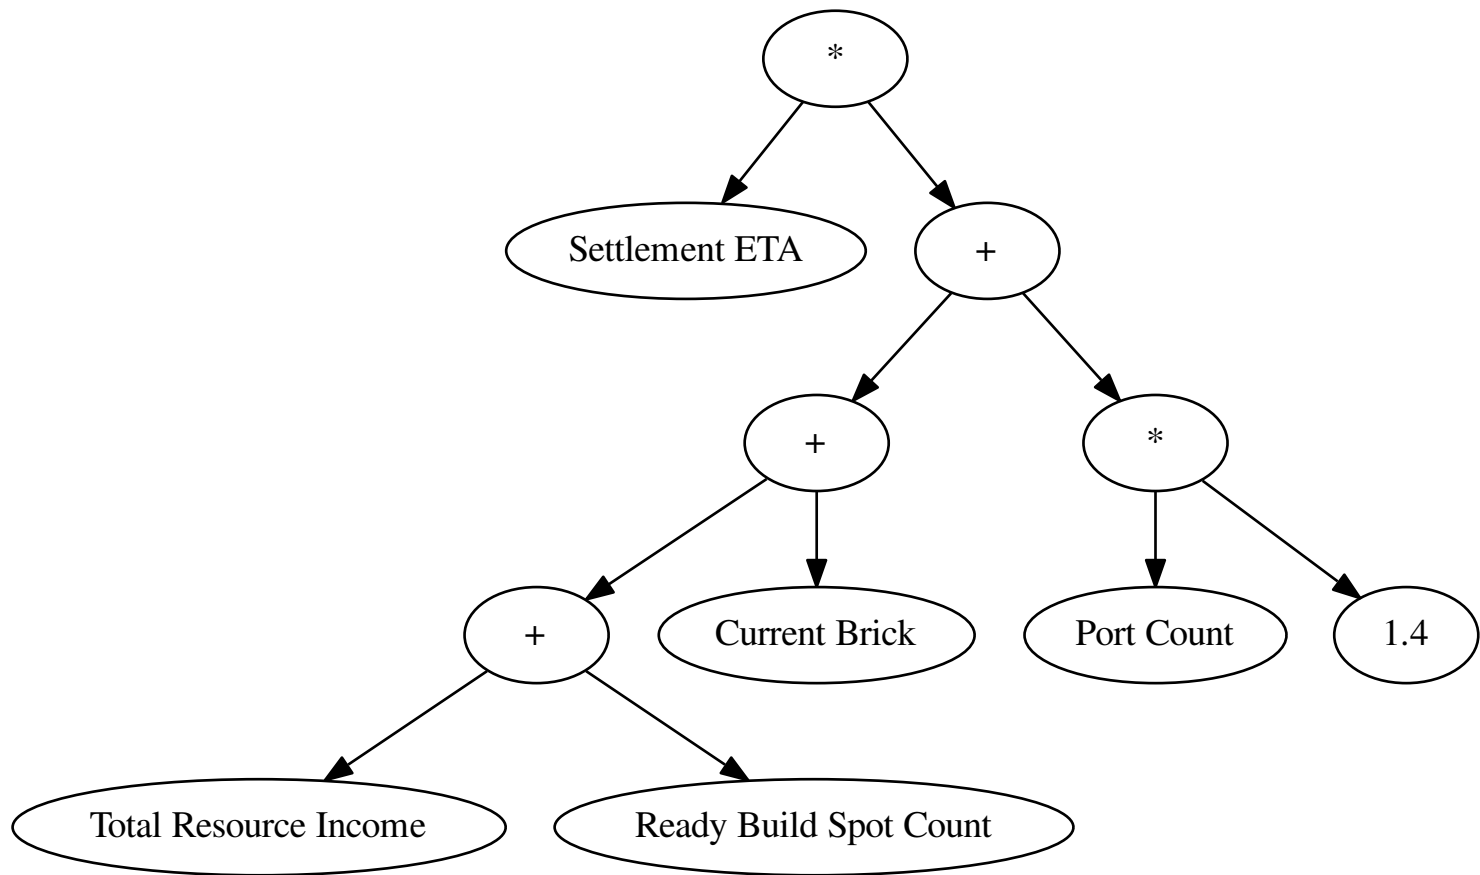 *
Settlement ETA
+
+
*
+
Current Brick
Port Count
1.4
Total Resource Income
Ready Build Spot Count